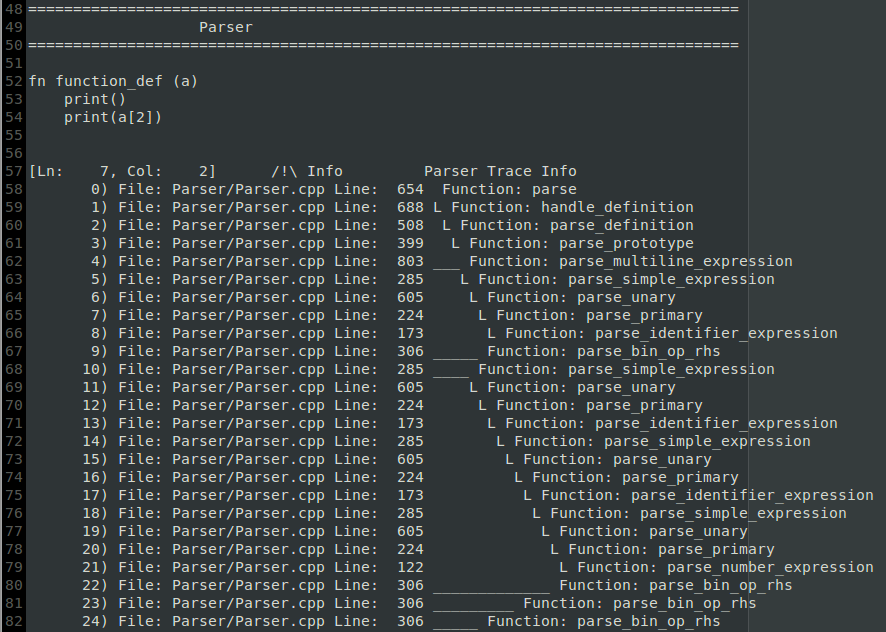 48 ===============================================================================
49                    Parser
50 ===============================================================================
51
52 fn function_def (a)
53     print()
54     print(a[2])
55
56
57 [Ln:    7, Col:    2]      /!\ Info         Parser Trace Info
58        0) File: Parser/Parser.cpp Line:  654  Function: parse
59        1) File: Parser/Parser.cpp Line:  688 L Function: handle_definition
60        2) File: Parser/Parser.cpp Line:  508  L Function: parse_definition
61        3) File: Parser/Parser.cpp Line:  399   L Function: parse_prototype
62        4) File: Parser/Parser.cpp Line:  803 ___ Function: parse_multiline_expression
63        5) File: Parser/Parser.cpp Line:  285    L Function: parse_simple_expression
64        6) File: Parser/Parser.cpp Line:  605     L Function: parse_unary
65        7) File: Parser/Parser.cpp Line:  224      L Function: parse_primary
66        8) File: Parser/Parser.cpp Line:  173       L Function: parse_identifier_expression
67        9) File: Parser/Parser.cpp Line:  306 _____ Function: parse_bin_op_rhs
68       10) File: Parser/Parser.cpp Line:  285 ____ Function: parse_simple_expression
69       11) File: Parser/Parser.cpp Line:  605     L Function: parse_unary
70       12) File: Parser/Parser.cpp Line:  224      L Function: parse_primary
71       13) File: Parser/Parser.cpp Line:  173       L Function: parse_identifier_expression
72       14) File: Parser/Parser.cpp Line:  285        L Function: parse_simple_expression
73       15) File: Parser/Parser.cpp Line:  605         L Function: parse_unary
74       16) File: Parser/Parser.cpp Line:  224          L Function: parse_primary
75       17) File: Parser/Parser.cpp Line:  173           L Function: parse_identifier_expression
76       18) File: Parser/Parser.cpp Line:  285            L Function: parse_simple_expression
77       19) File: Parser/Parser.cpp Line:  605             L Function: parse_unary
78       20) File: Parser/Parser.cpp Line:  224              L Function: parse_primary
79       21) File: Parser/Parser.cpp Line:  122               L Function: parse_number_expression
80       22) File: Parser/Parser.cpp Line:  306 _____________ Function: parse_bin_op_rhs
81       23) File: Parser/Parser.cpp Line:  306 _________ Function: parse_bin_op_rhs
82       24) File: Parser/Parser.cpp Line:  306 _____ Function: parse_bin_op_rhs